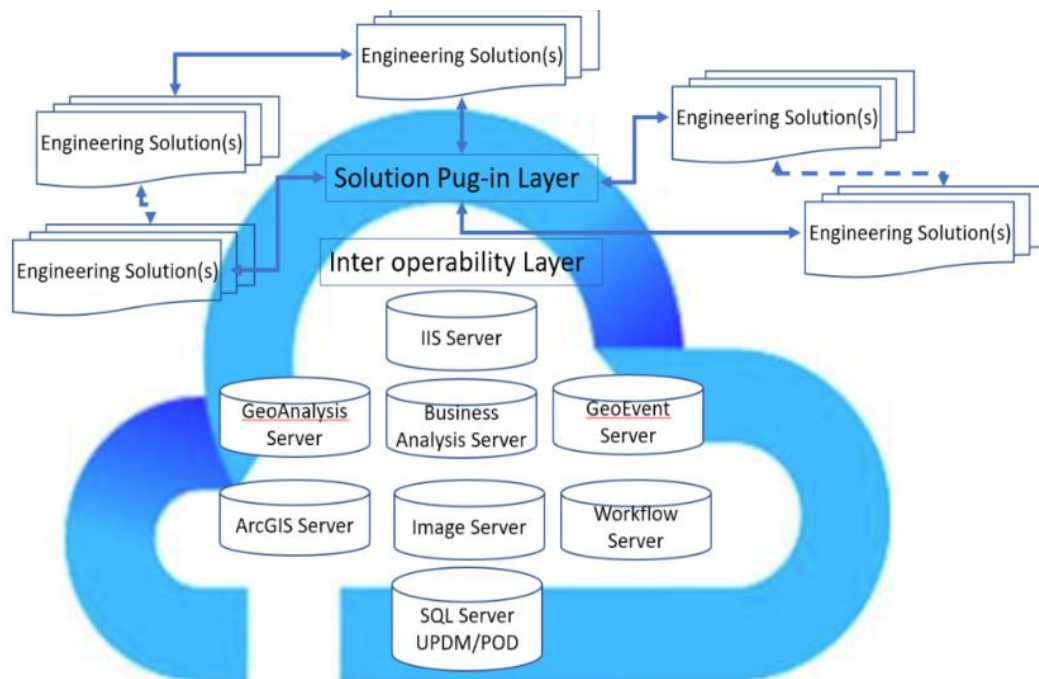 Engineering Solution(s)
Engineering Solution(s)
Engineering Solution(s)
Solution Pug-in Layer
Engineering Solution(s)
Engineering Solution(s)
Inter operability Layer
IIS Server
GeoAnalysis
Server
Business
Analysis Server
GeoEvent
Server
ArcGIS Server
Image Server
Workflow
Server
SQL Server
UPDM/POD